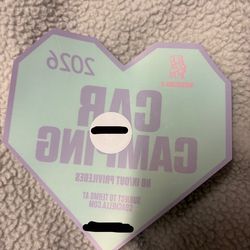 2026
CAR
CAMPING
NO IN/OUT PRIVILEGES
SUBJECT TO TERMS AT
COACHELLA.COM